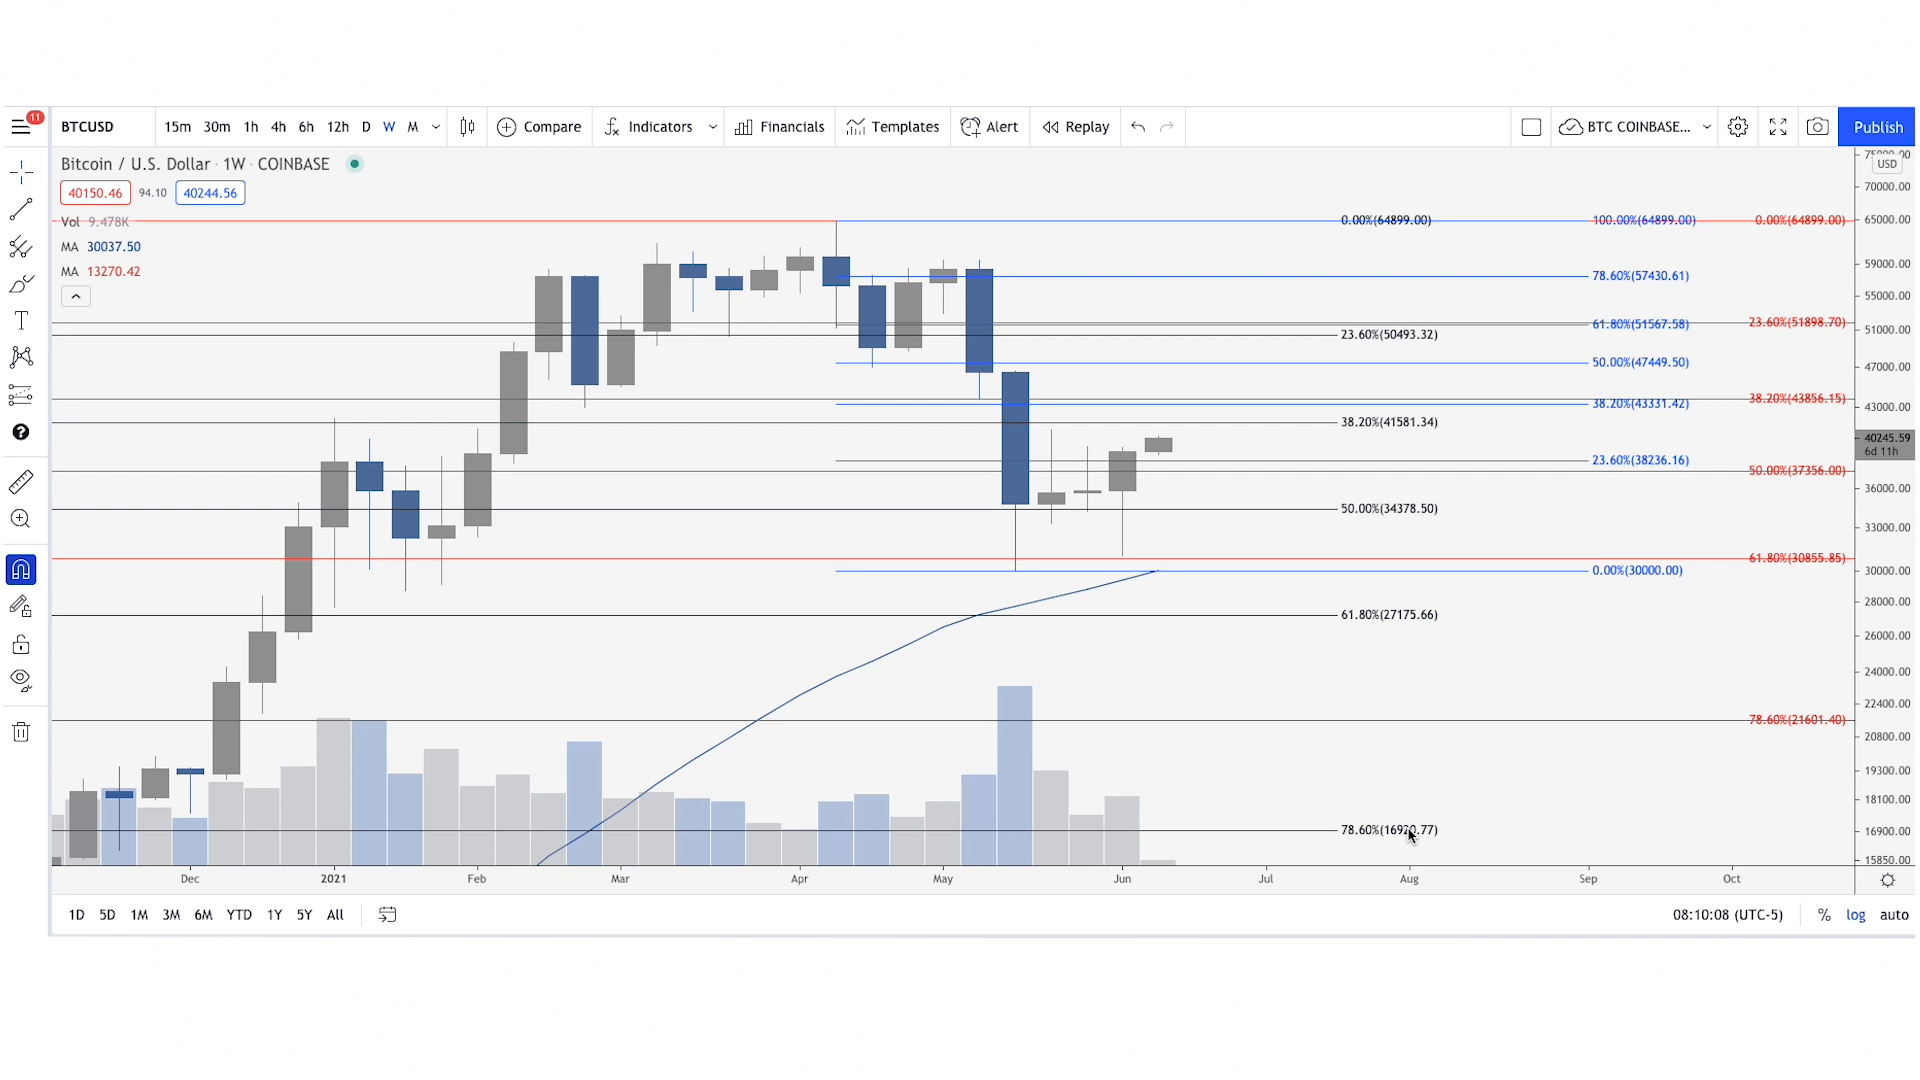 11
BTCUSD 15m 30m 1h 4h 6h 12h D W M Compare Indicators Financials Templates Alert Replay BTC COINBASE... Publish
Bitcoin / U.S. Dollar · 1W · COINBASE
USD
40150.46 94.10 40244.56
70000.00
Vol 9.478K
0.00%(64899.00) 100.00%(64899.00) 0.00%(64899.00) 65000.00
MA 30037.50
MA 13270.42
59000.00
78.60%(57430.61)
55000.00
61.80%(51567.58) 23.60%(51898.70) 51000.00
23.60%(50493.32)
50.00%(47449.50) 47000.00
38.20%(43331.42) 38.20%(43856.15) 43000.00
38.20%(41581.34)
40245.59
6d 11h
23.60%(38236.16)
50.00%(37356.00)
36000.00
50.00%(34378.50)
33000.00
61.80%(30855.85)
0.00%(30000.00) 30000.00
28000.00
61.80%(27175.66)
26000.00
24000.00
22400.00
78.60%(21601.40)
20800.00
19300.00
18100.00
78.60%(16920.77) 16900.00
15850.00
Dec 2021 Feb Mar Apr May Jun Jul Aug Sep Oct
1D 5D 1M 3M 6M YTD 1Y 5Y All 08:10:08 (UTC-5) % log auto